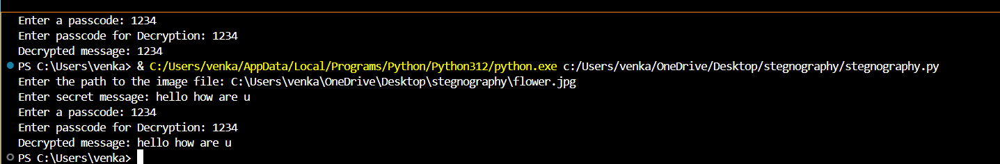 Enter a passcode: 1234
Enter passcode for Decryption: 1234
Decrypted message: 1234
PS C:\Users\venka> & C:/Users/venka/AppData/Local/Programs/Python/Python312/python.exe c:/Users/venka/OneDrive/Desktop/stegnography/stegnography.py
Enter the path to the image file: C:\Users\venka\OneDrive\Desktop\stegnography\flower.jpg
Enter secret message: hello how are u
Enter a passcode: 1234
Enter passcode for Decryption: 1234
Decrypted message: hello how are u
PS C:\Users\venka>